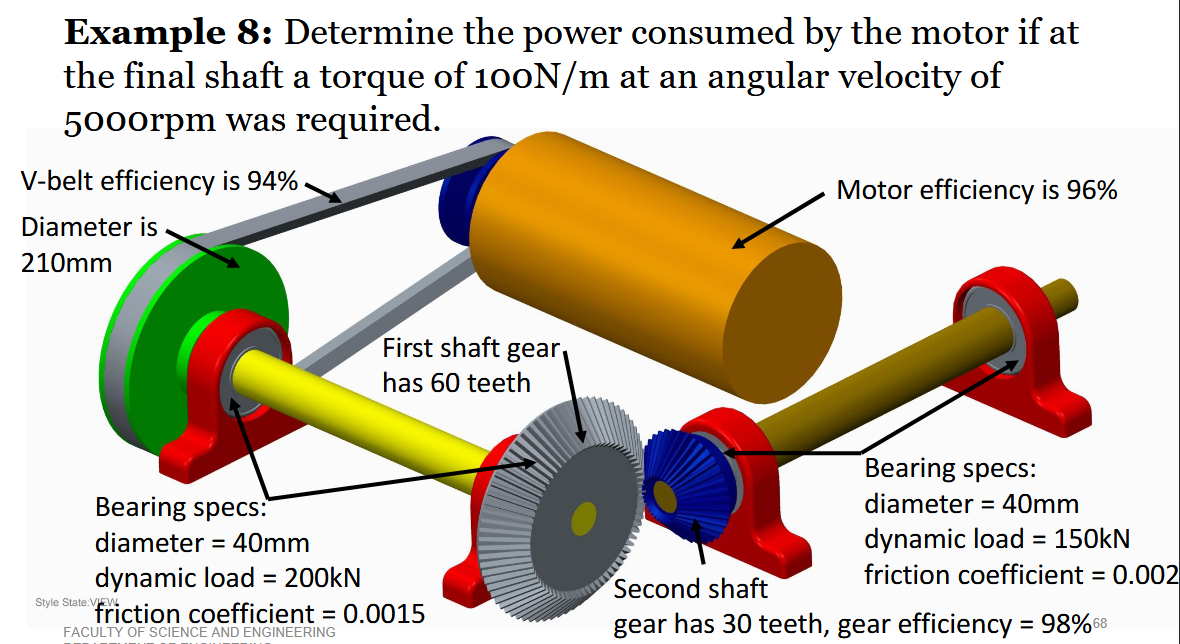 Example 8: Determine the power consumed by the motor if at
the final shaft a torque of 100N/m at an angular velocity of
5000rpm was required.
V-belt efficiency is 94%
Motor efficiency is 96%
Diameter is
210mm
First shaft gear
has 60 teeth
Bearing specs:
diameter = 40mm
dynamic load = 200kN
friction coefficient = 0.0015
Bearing specs:
diameter = 40mm
dynamic load = 150kN
friction coefficient = 0.002
Second shaft
gear has 30 teeth, gear efficiency = 98%
68
Style State:VIEW
FACULTY OF SCIENCE AND ENGINEERING
DEPARTMENT OF ENGINEERING